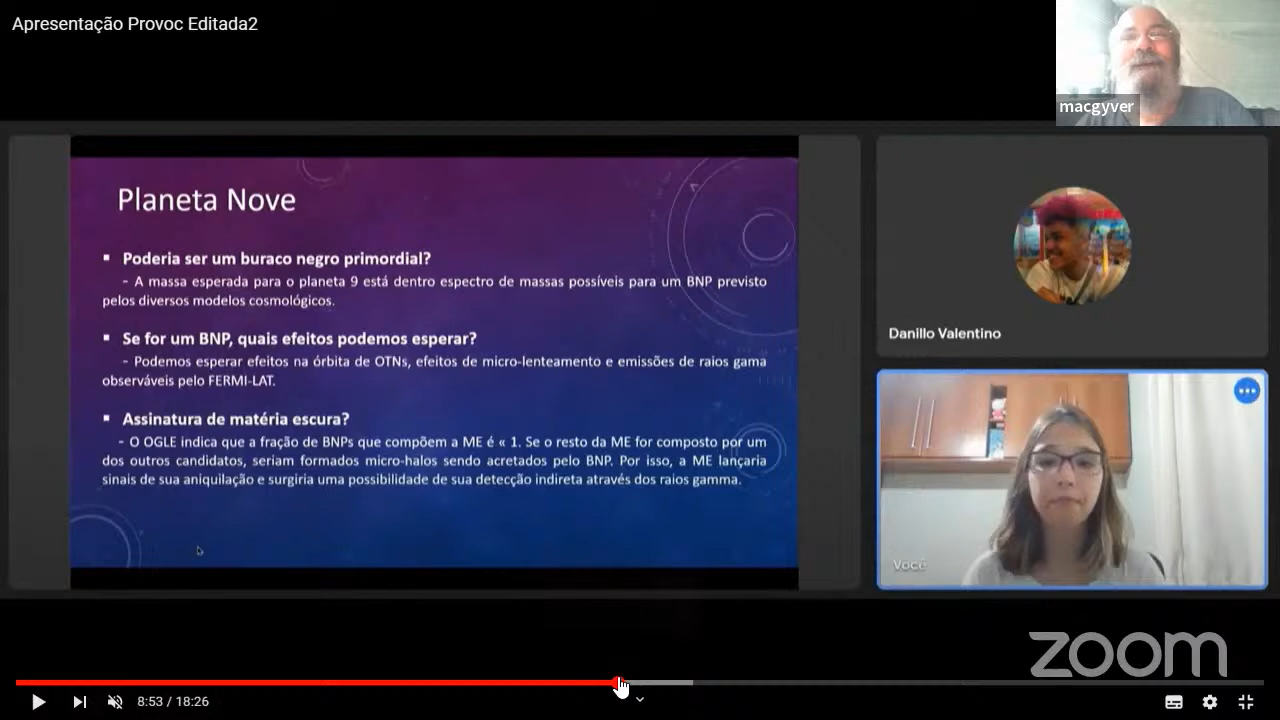 Apresentação Provoc Editada2
macgyver
Planeta Nove
▪ Poderia ser um buraco negro primordial?
- A massa esperada para o planeta 9 está dentro espectro de massas possíveis para um BNP previsto
pelos diversos modelos cosmológicos.
▪ Se for um BNP, quais efeitos podemos esperar?
- Podemos esperar efeitos na órbita de OTNs, efeitos de micro-lenteamento e emissões de raios gama
observáveis pelo FERMI-LAT.
▪ Assinatura de matéria escura?
- O OGLE indica que a fração de BNPs que compõem a ME é « 1. Se o resto da ME for composto por um
dos outros candidatos, seriam formados micro-halos sendo acretados pelo BNP. Por isso, a ME lançaria
sinais de sua aniquilação e surgiria uma possibilidade de sua detecção indireta através dos raios gamma.
Danillo Valentino
Você
zoom
8:53 / 18:26